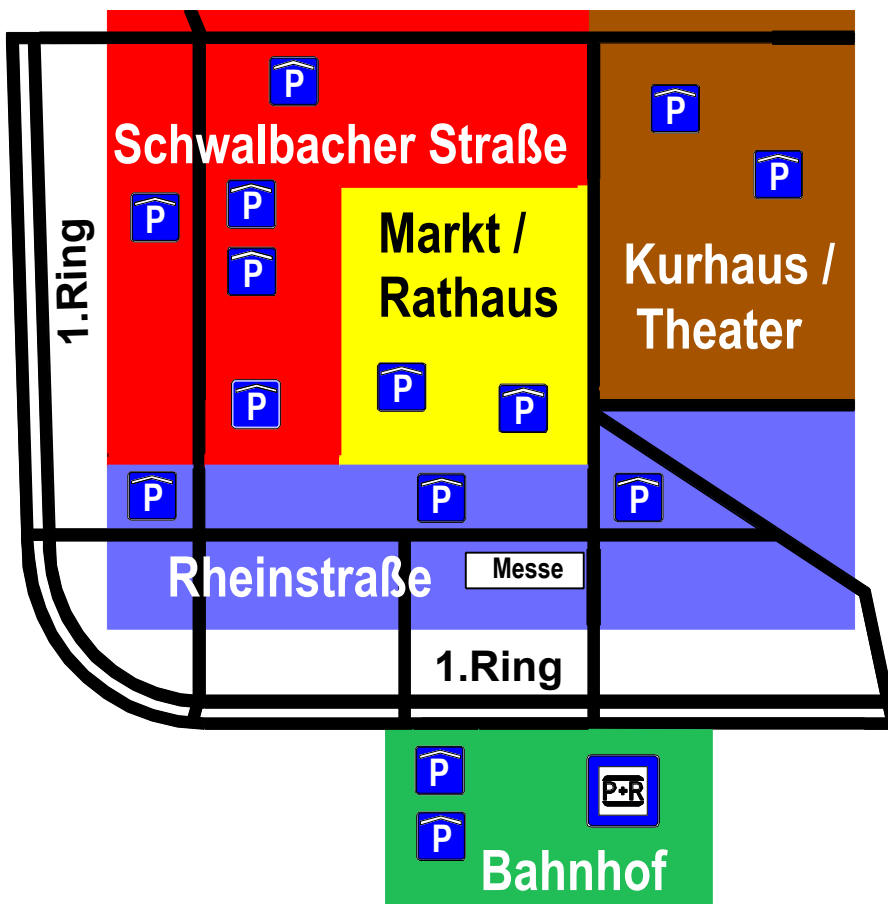 P
P
Schwalbacher Straße
P
P
P
1.Ring
Markt /
Rathaus
P
Kurhaus /
Theater
P
P
P
P
P
P
Rheinstraße
Messe
1.Ring
P
P+R
P
Bahnhof